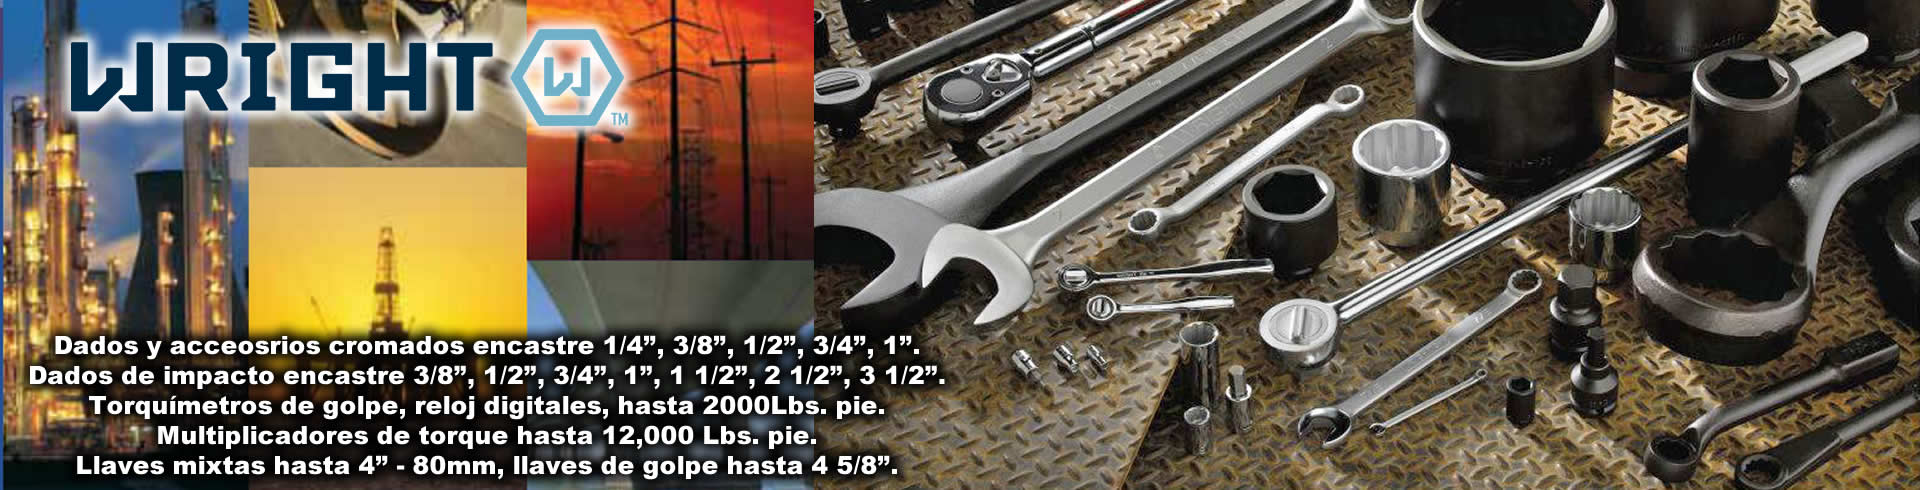 WRIGHT W
TM
Dados y acceosrios cromados encastre 1/4”, 3/8”, 1/2”, 3/4”, 1”.
Dados de impacto encastre 3/8”, 1/2”, 3/4”, 1”, 1 1/2”, 2 1/2”, 3 1/2”.
Torquímetros de golpe, reloj digitales, hasta 2000Lbs. pie.
Multiplicadores de torque hasta 12,000 Lbs. pie.
Llaves mixtas hasta 4” - 80mm, llaves de golpe hasta 4 5/8”.